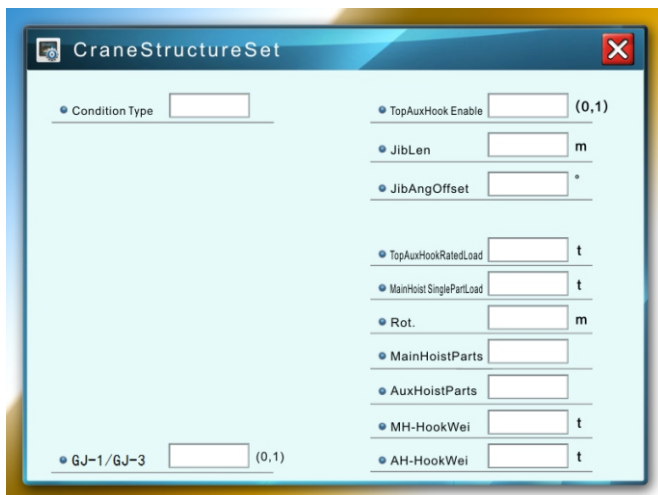 CraneStructureSet
Condition Type
TopAuxHook Enable (0,1)
JibLen m
JibAngOffset °
TopAuxHookRatedLoad t
MainHoist SinglePartLoad t
Rot. m
MainHoistParts
AuxHoistParts
MH-HookWei t
GJ-1/GJ-3 (0,1)
AH-HookWei t